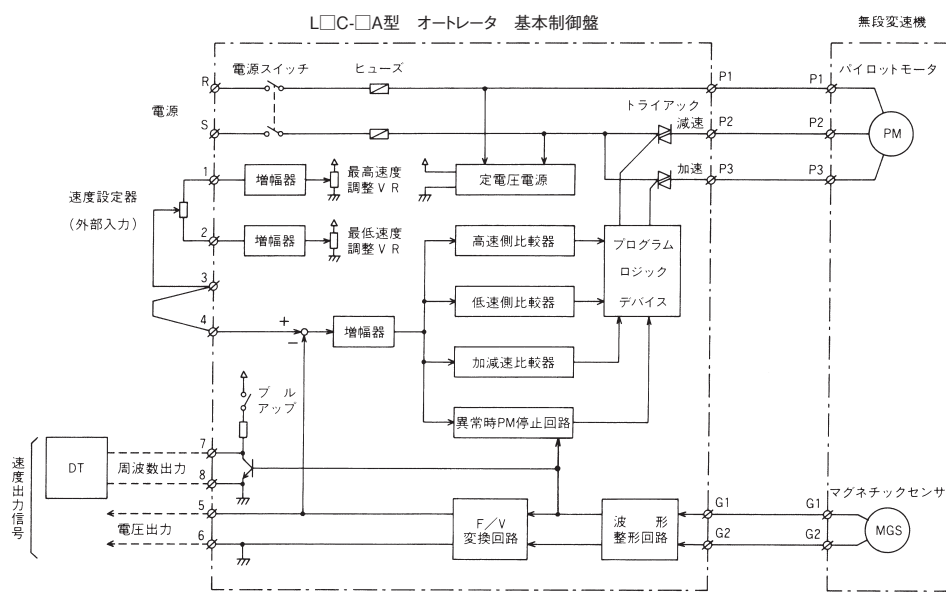 L□C-□A型 オートレータ 基本制御盤
無段変速機
電源スイッチ
ヒューズ
パイロットモータ
R
P1
P1
電源
トライアック
S
減速
P2
P2
PM
1
増幅器
最高速度
調整VR
定電圧電源
加速
P3
P3
速度設定器
(外部入力)
2
増幅器
最低速度
調整VR
高速側比較器
プログラム
ロジック
デバイス
3
低速側比較器
4
+
−
増幅器
加減速比較器
プル
アップ
異常時PM停止回路
速度出力信号
DT
7
周波数出力
8
5
電圧出力
6
F/V
変換回路
波形
整形回路
G1
G1
G2
G2
マグネチックセンサ
MGS